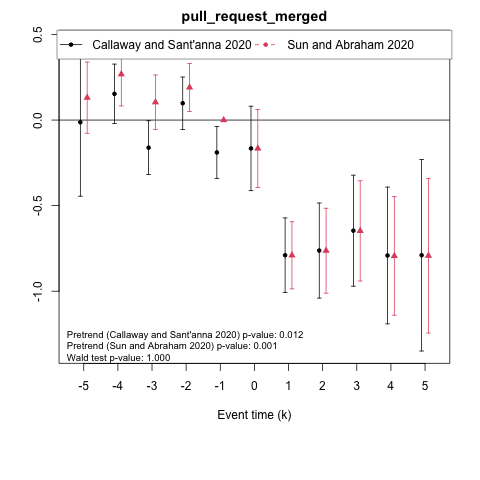 pull_request_merged
Callaway and Sant'anna 2020 Sun and Abraham 2020
0.5
0.0
-0.5
-1.0
Pretrend (Callaway and Sant'anna 2020) p-value: 0.012
Pretrend (Sun and Abraham 2020) p-value: 0.001
Wald test p-value: 1.000
-5 -4 -3 -2 -1 0 1 2 3 4 5
Event time (k)